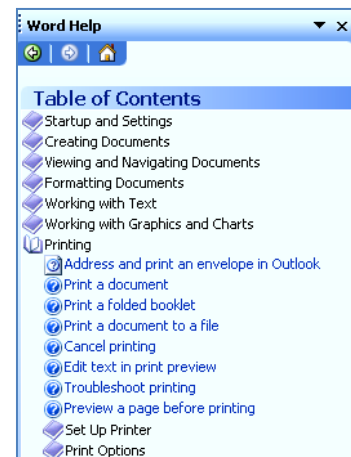 Word Help
Table of Contents
Startup and Settings
Creating Documents
Viewing and Navigating Documents
Formatting Documents
Working with Text
Working with Graphics and Charts
Printing
Address and print an envelope in Outlook
Print a document
Print a folded booklet
Print a document to a file
Cancel printing
Edit text in print preview
Troubleshoot printing
Preview a page before printing
Set Up Printer
Print Options